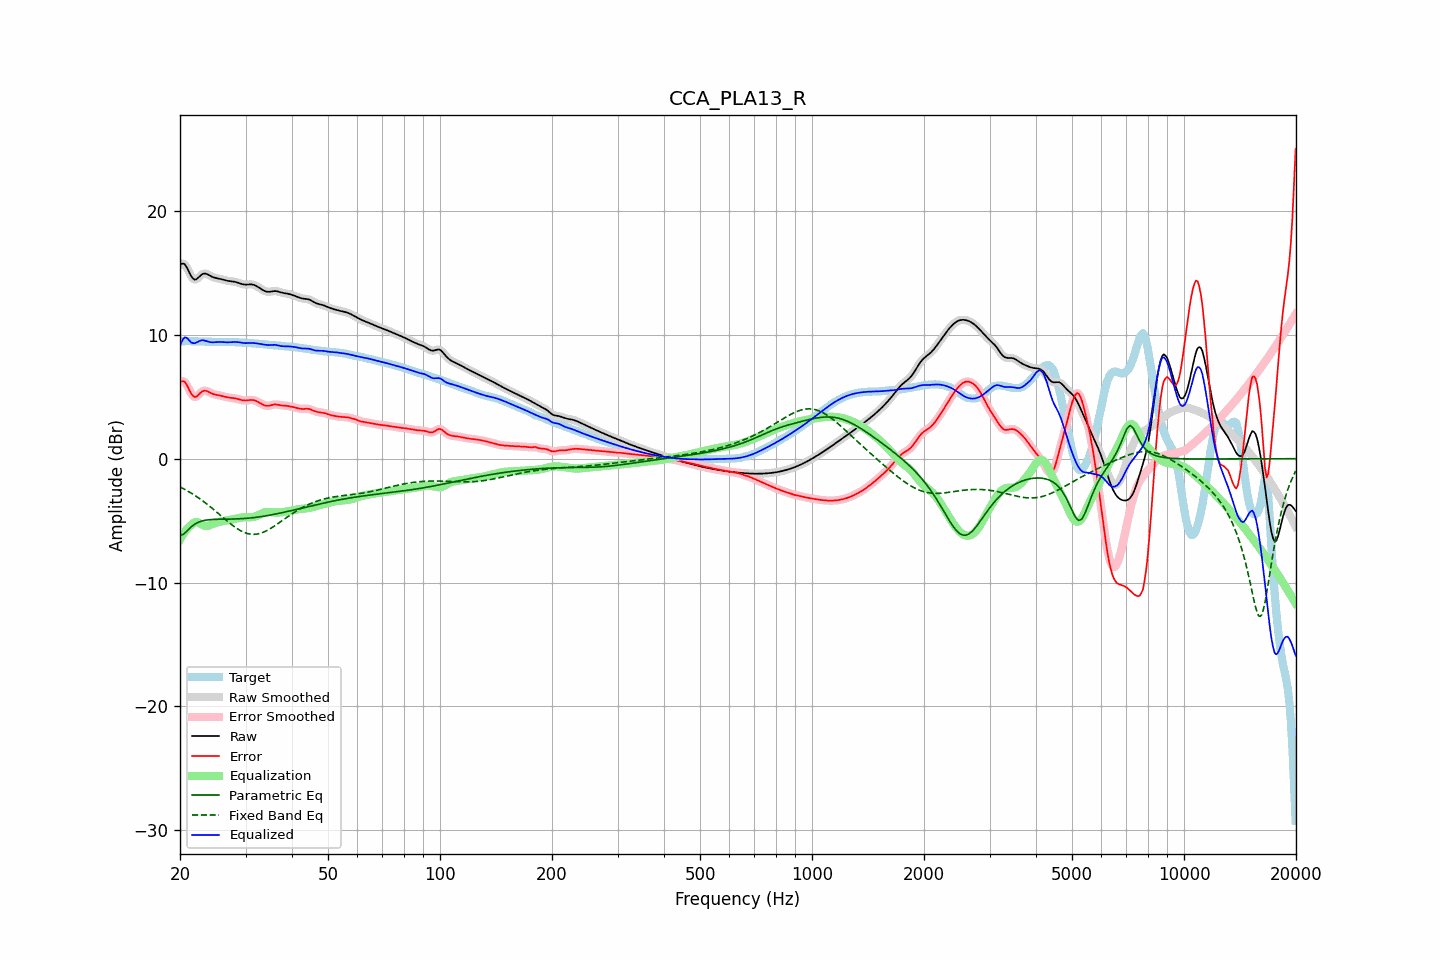 CCA_PLA13_R
Amplitude (dBr)
20
10
0
−10
−20
−30
Target
Raw Smoothed
Error Smoothed
Raw
Error
Equalization
Parametric Eq
Fixed Band Eq
Equalized
20 50 100 200 500 1000 2000 5000 10000 20000
Frequency (Hz)